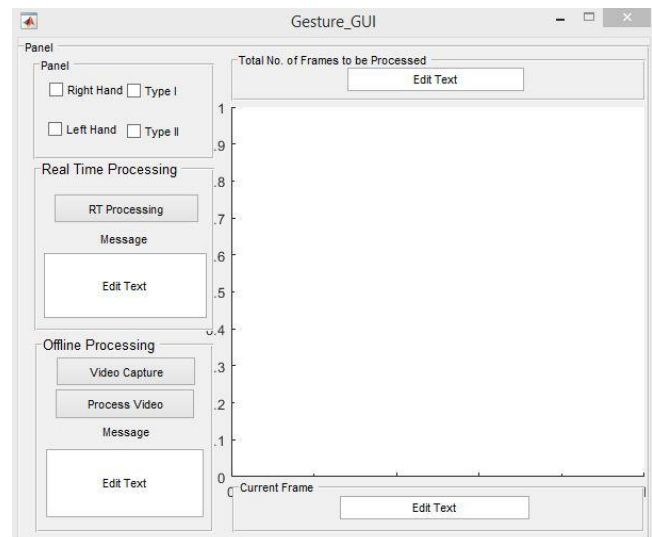 Gesture_GUI
Panel
Panel
Right Hand Type I
Left Hand Type II
Real Time Processing
RT Processing
Message
Edit Text
Offline Processing
Video Capture
Process Video
Message
Edit Text
Total No. of Frames to be Processed
Edit Text
1
.9
.8
.7
.6
.5
0.4
.3
.2
.1
0
Current Frame
Edit Text